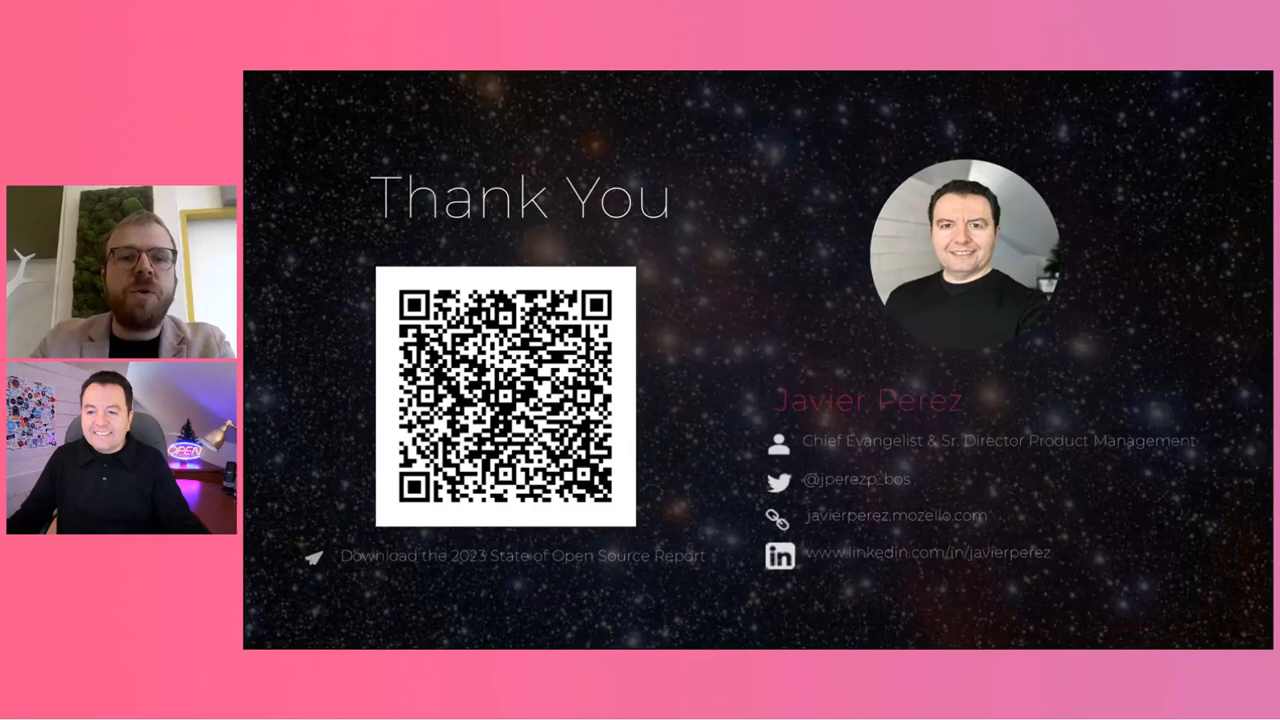 Thank You
Download the 2023 State of Open Source Report
Javier Perez
Chief Evangelist & Sr. Director Product Management
@jperezp_bos
javierperez.mozello.com
www.linkedin.com/in/javierperez
OPEN